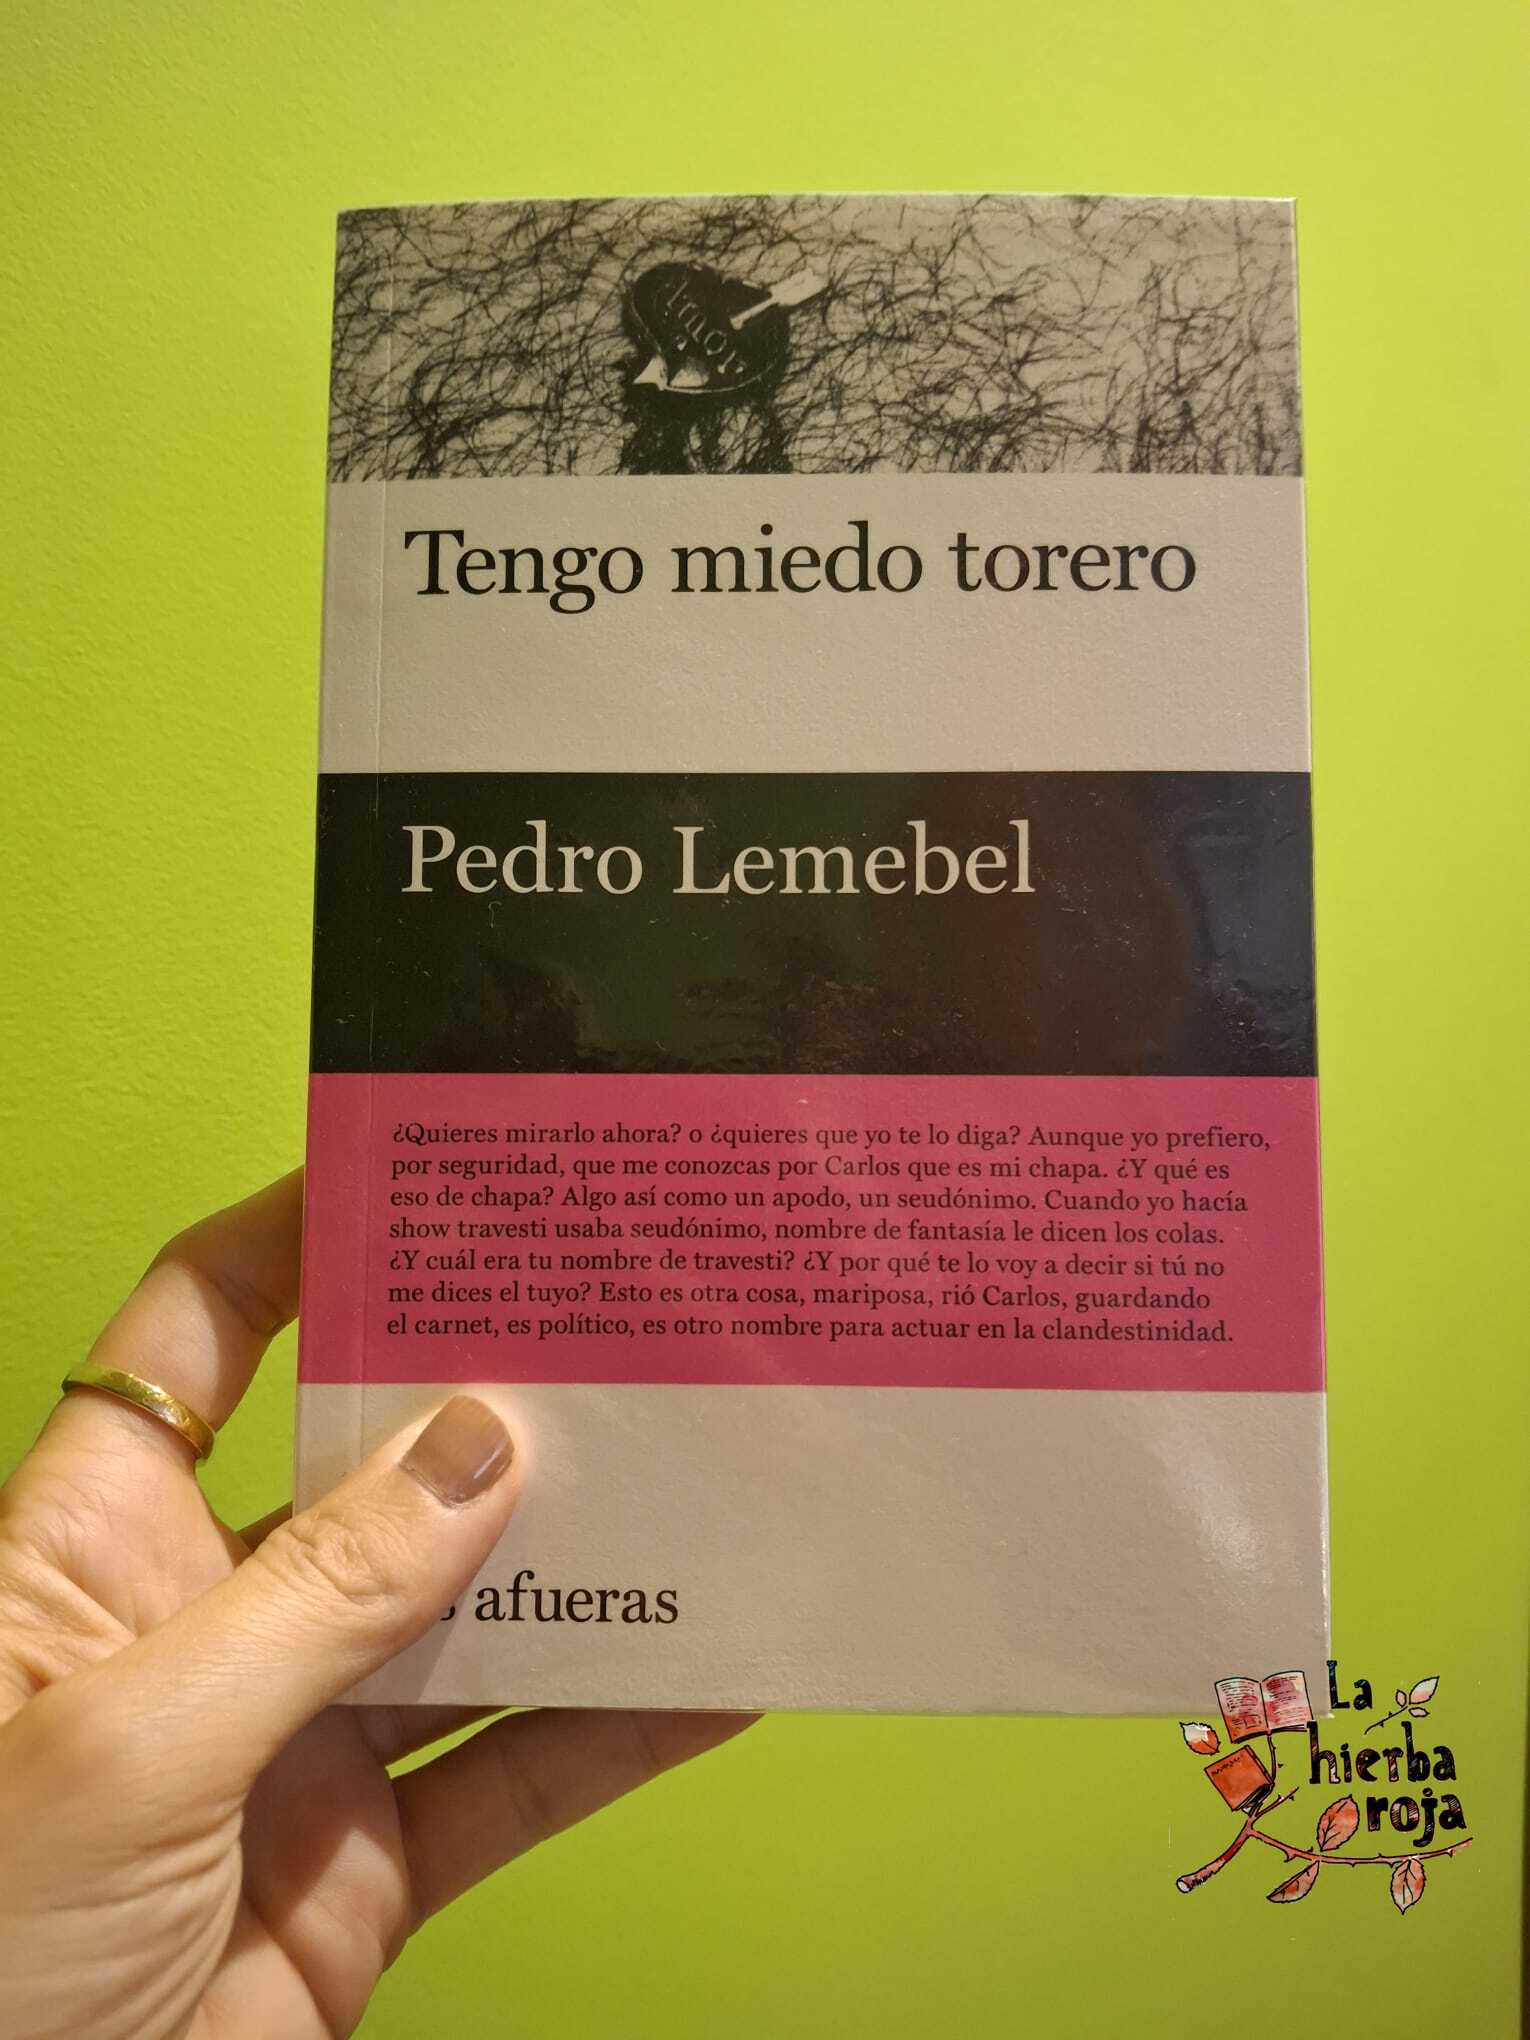 Amor
Tengo miedo torero
Pedro Lemebel
¿Quieres mirarlo ahora? o ¿quieres que yo te lo diga? Aunque yo prefiero,
por seguridad, que me conozcas por Carlos que es mi chapa. ¿Y qué es
eso de chapa? Algo así como un apodo, un seudónimo. Cuando yo hacía
show travesti usaba seudónimo, nombre de fantasía le dicen los colas.
¿Y cuál era tu nombre de travesti? ¿Y por qué te lo voy a decir si tú no
me dices el tuyo? Esto es otra cosa, mariposa, rió Carlos, guardando
el carnet, es político, es otro nombre para actuar en la clandestinidad.
afueras
La
hierba
roja